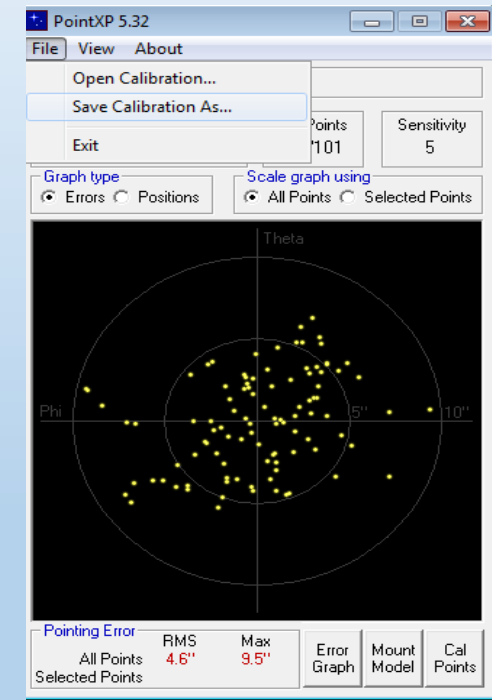 PointXP 5.32
File View About
Open Calibration...
Save Calibration As...
Exit
Points Sensitivity
'101 5
Graph type Scale graph using
Errors Positions All Points Selected Points
Theta
Phi 5'' 10''
Pointing Error
RMS Max
All Points 4.6'' 9.5''
Selected Points
Error Graph
Mount Model
Cal Points